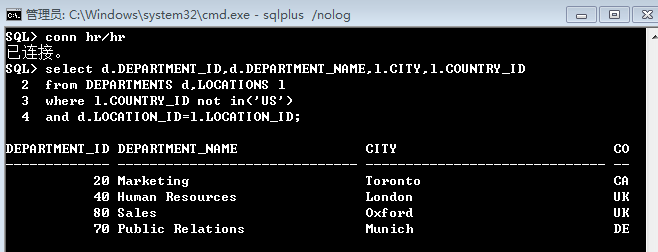 管理员: C:\Windows\system32\cmd.exe - sqlplus  /nolog
SQL> conn hr/hr
已连接。
SQL> select d.DEPARTMENT_ID,d.DEPARTMENT_NAME,l.CITY,l.COUNTRY_ID
  2  from DEPARTMENTS d,LOCATIONS l
  3  where l.COUNTRY_ID not in('US')
  4  and d.LOCATION_ID=l.LOCATION_ID;
DEPARTMENT_ID DEPARTMENT_NAME                CITY                           CO
------------- ------------------------------ ------------------------------ --
           20 Marketing                      Toronto                        CA
           40 Human Resources                London                         UK
           80 Sales                          Oxford                         UK
           70 Public Relations               Munich                         DE